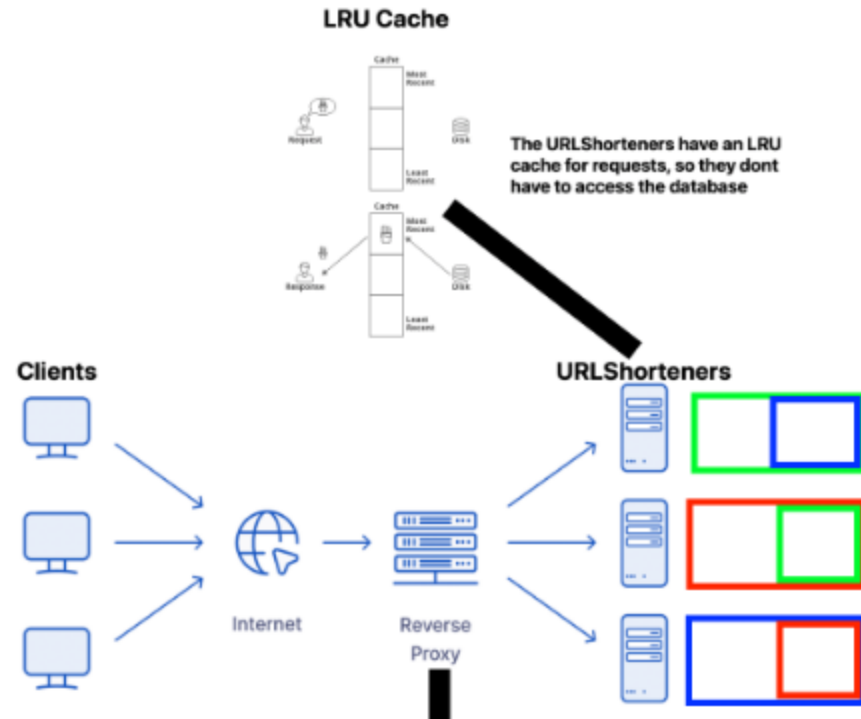 LRU Cache
Cache
Most
Recent
Request
Disk
Least
Recent
The URLShorteners have an LRU
cache for requests, so they dont
have to access the database
Cache
Most
Recent
Response
Disk
Least
Recent
Clients
URLShorteners
Internet
Reverse
Proxy